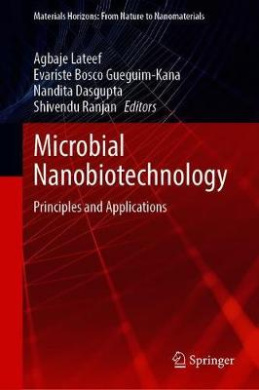 Materials Horizons: From Nature to Nanomaterials
Agbaje Lateef
Evariste Bosco Gueguim-Kana
Nandita Dasgupta
Shivendu Ranjan Editors
Microbial
Nanobiotechnology
Principles and Applications
Springer